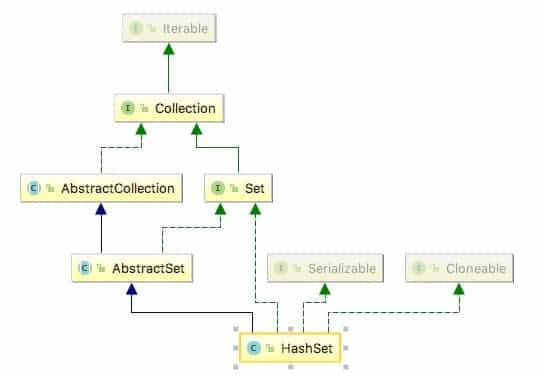 I Iterable
I Collection
C AbstractCollection
I Set
C AbstractSet
I Serializable
I Cloneable
C HashSet